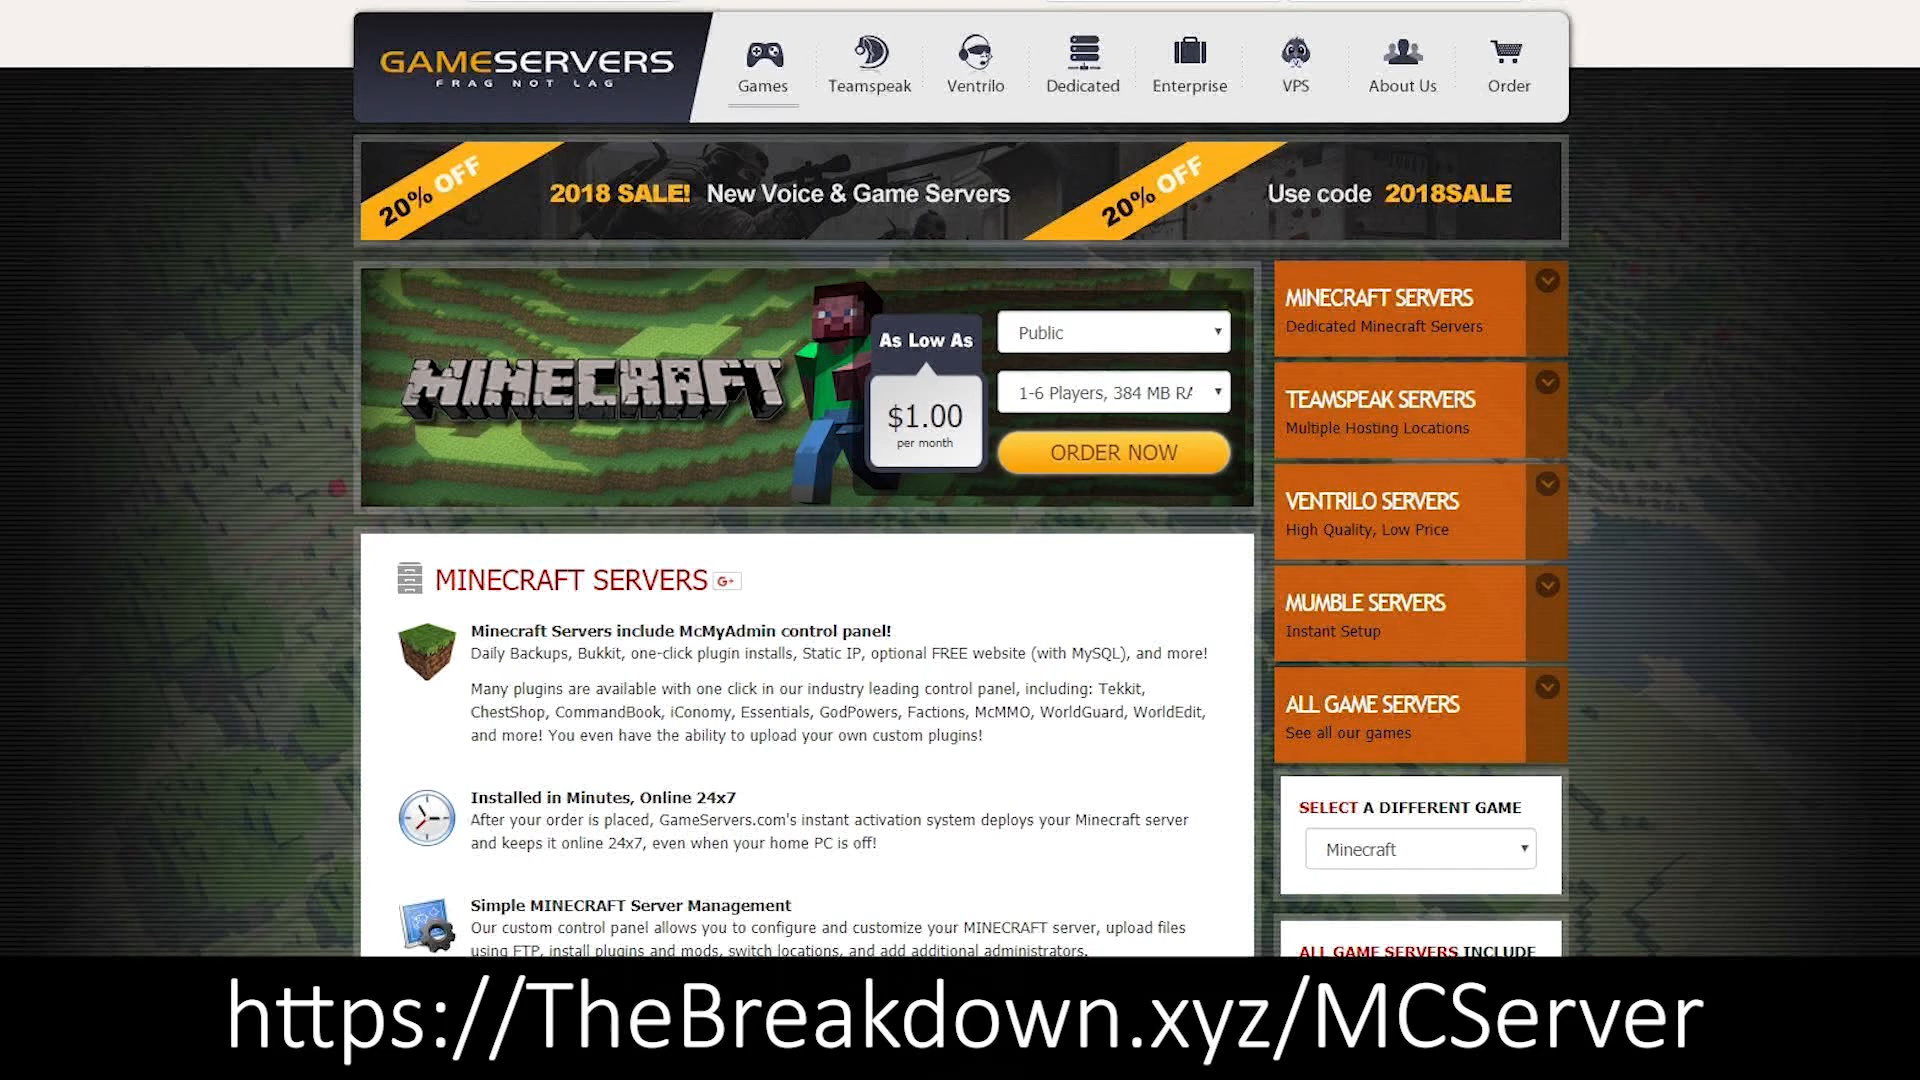 GAMESERVERS
FRAG NOT LAG
Games
Teamspeak
Ventrilo
Dedicated
Enterprise
VPS
About Us
Order
20% OFF
2018 SALE! New Voice & Game Servers
20% OFF
Use code 2018SALE
MINECRAFT
As Low As
$1.00
per month
Public
1-6 Players, 384 MB RA
ORDER NOW
MINECRAFT SERVERS
Dedicated Minecraft Servers
TEAMSPEAK SERVERS
Multiple Hosting Locations
VENTRILO SERVERS
High Quality, Low Price
MUMBLE SERVERS
Instant Setup
ALL GAME SERVERS
See all our games
SELECT A DIFFERENT GAME
Minecraft
ALL GAME SERVERS INCLUDE
MINECRAFT SERVERS G+
Minecraft Servers include McMyAdmin control panel!
Daily Backups, Bukkit, one-click plugin installs, Static IP, optional FREE website (with MySQL), and more!
Many plugins are available with one click in our industry leading control panel, including: Tekkit,
ChestShop, CommandBook, iConomy, Essentials, GodPowers, Factions, McMMO, WorldGuard, WorldEdit,
and more! You even have the ability to upload your own custom plugins!
Installed in Minutes, Online 24x7
After your order is placed, GameServers.com's instant activation system deploys your Minecraft server
and keeps it online 24x7, even when your home PC is off!
Simple MINECRAFT Server Management
Our custom control panel allows you to configure and customize your MINECRAFT server, upload files
using FTP, install plugins and mods, switch locations, and add additional administrators.
https://TheBreakdown.xyz/MCServer